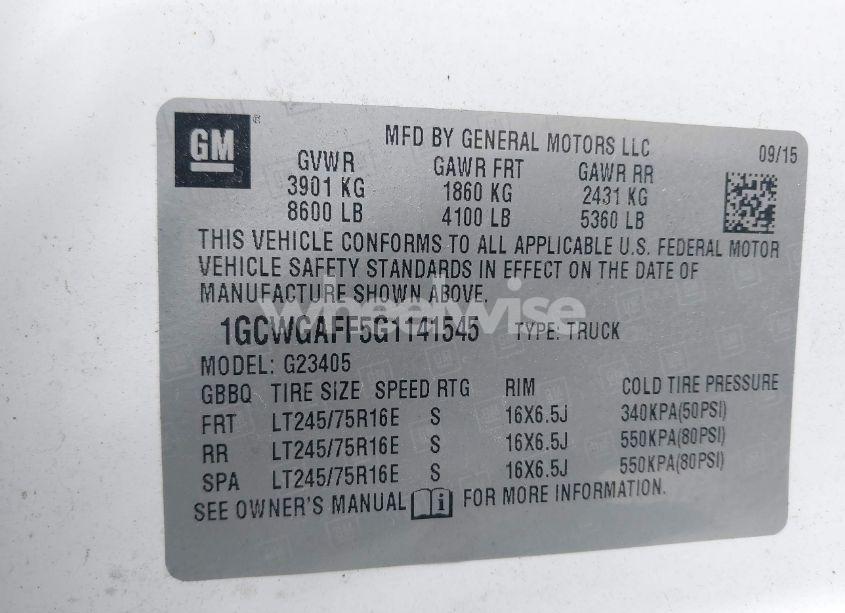 GM®
MFD BY GENERAL MOTORS LLC
09/15
GVWR GAWR FRT GAWR RR
3901 KG 1860 KG 2431 KG
8600 LB 4100 LB 5360 LB
THIS VEHICLE CONFORMS TO ALL APPLICABLE U.S. FEDERAL MOTOR
VEHICLE SAFETY STANDARDS IN EFFECT ON THE DATE OF
MANUFACTURE SHOWN ABOVE.
wheelwise
1GCWGAFF5G1141545 TYPE: TRUCK
MODEL: G23405
GBBQ TIRE SIZE SPEED RTG RIM COLD TIRE PRESSURE
FRT LT245/75R16E S 16X6.5J 340KPA(50PSI)
RR LT245/75R16E S 16X6.5J 550KPA(80PSI)
SPA LT245/75R16E S 16X6.5J 550KPA(80PSI)
SEE OWNER'S MANUAL i FOR MORE INFORMATION.